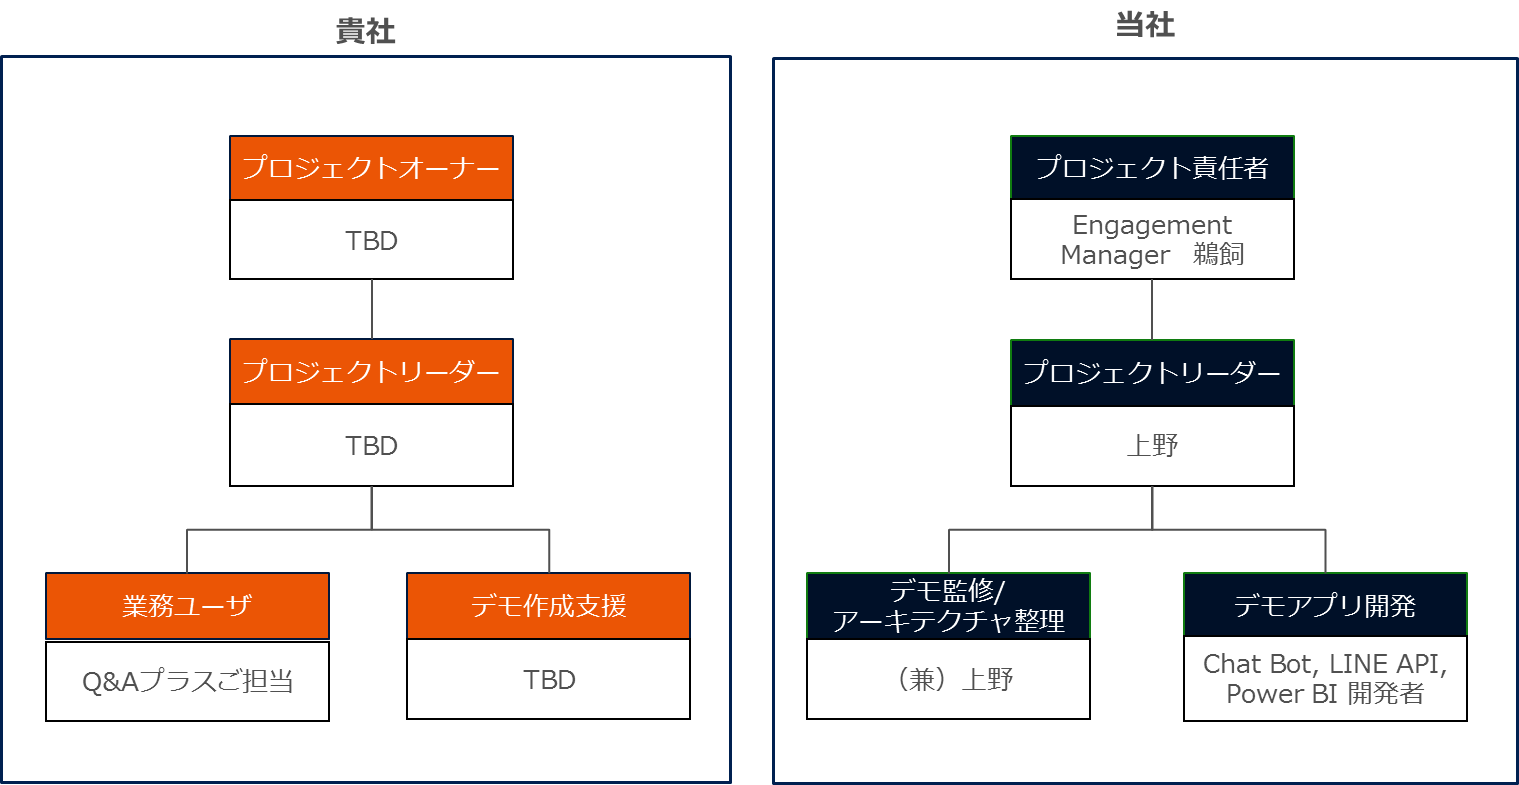 貴社
プロジェクトオーナー
TBD
プロジェクトリーダー
TBD
業務ユーザ
Q&Aプラスご担当
デモ作成支援
TBD
当社
プロジェクト責任者
Engagement
Manager 鵜飼
プロジェクトリーダー
上野
デモ監修/
アーキテクチャ整理
（兼）上野
デモアプリ開発
Chat Bot, LINE API,
Power BI 開発者